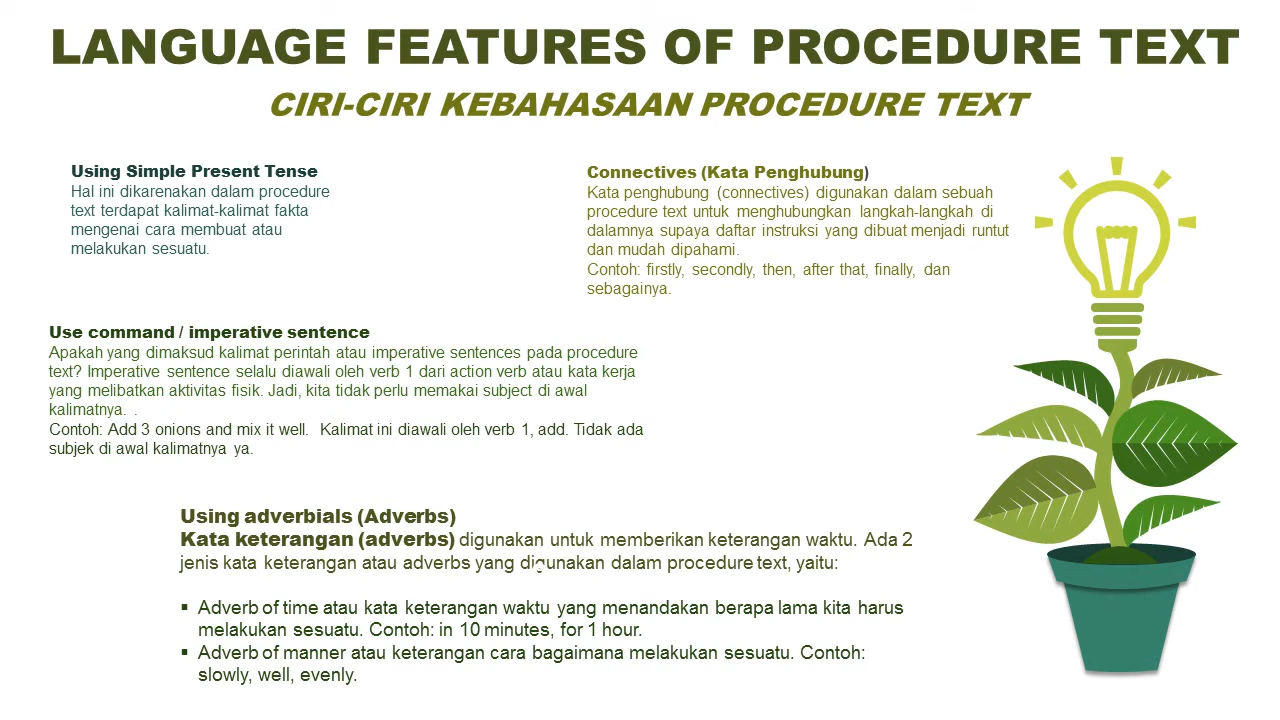 LANGUAGE FEATURES OF PROCEDURE TEXT
CIRI-CIRI KEBAHASAAN PROCEDURE TEXT
Using Simple Present Tense
Hal ini dikarenakan dalam procedure
text terdapat kalimat-kalimat fakta
mengenai cara membuat atau
melakukan sesuatu.
Connectives (Kata Penghubung)
Kata penghubung (connectives) digunakan dalam sebuah
procedure text untuk menghubungkan langkah-langkah di
dalamnya supaya daftar instruksi yang dibuat menjadi runtut
dan mudah dipahami.
Contoh: firstly, secondly, then, after that, finally, dan
sebagainya.
Use command / imperative sentence
Apakah yang dimaksud kalimat perintah atau imperative sentences pada procedure
text? Imperative sentence selalu diawali oleh verb 1 dari action verb atau kata kerja
yang melibatkan aktivitas fisik. Jadi, kita tidak perlu memakai subject di awal
kalimatnya. .
Contoh: Add 3 onions and mix it well. Kalimat ini diawali oleh verb 1, add. Tidak ada
subjek di awal kalimatnya ya.
Using adverbials (Adverbs)
Kata keterangan (adverbs) digunakan untuk memberikan keterangan waktu. Ada 2
jenis kata keterangan atau adverbs yang digunakan dalam procedure text, yaitu:
▪ Adverb of time atau kata keterangan waktu yang menandakan berapa lama kita harus
melakukan sesuatu. Contoh: in 10 minutes, for 1 hour.
▪ Adverb of manner atau keterangan cara bagaimana melakukan sesuatu. Contoh:
slowly, well, evenly.